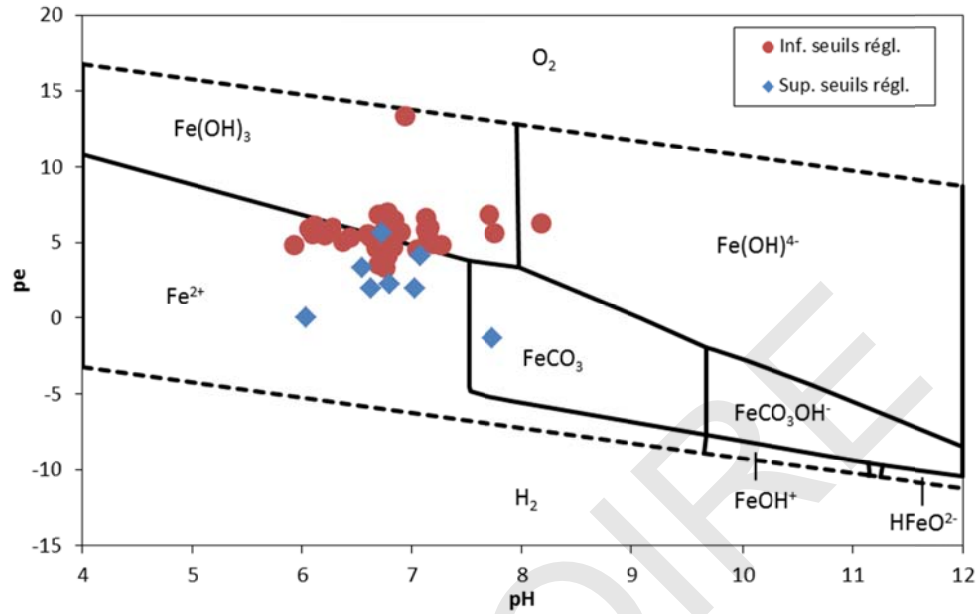 20
15
10
5
0
-5
-10
-15
pe
4
5
6
7
8
9
10
11
12
pH
Inf. seuils régl.
Sup. seuils régl.
O₂
Fe(OH)₃
Fe(OH)⁴⁻
Fe²⁺
FeCO₃
FeCO₃OH⁻
H₂
FeOH⁺
HFeO²⁻
OIRE